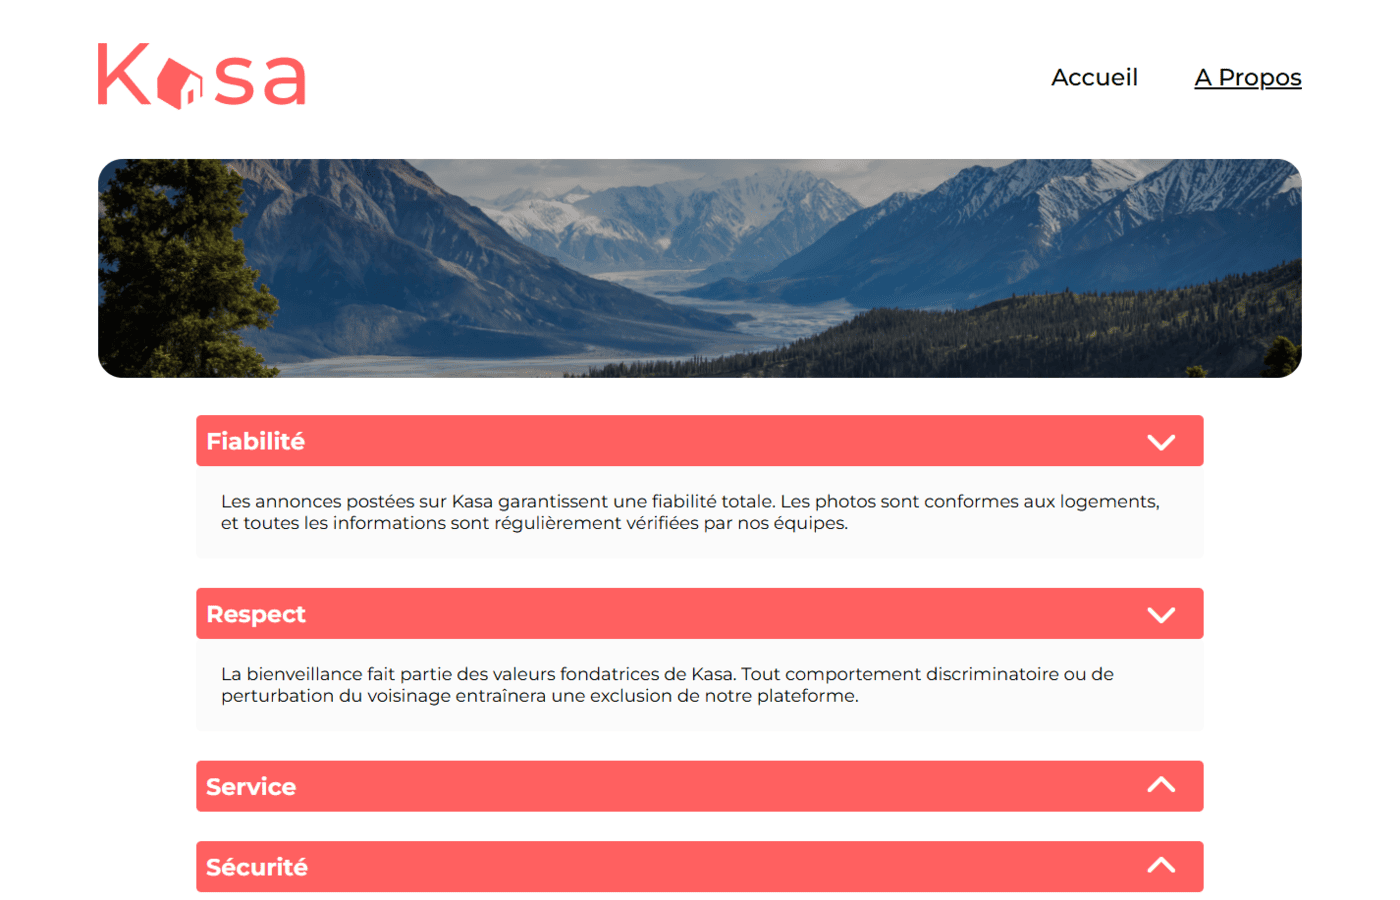 Kasa
Accueil
A Propos
Fiabilité
Les annonces postées sur Kasa garantissent une fiabilité totale. Les photos sont conformes aux logements,
et toutes les informations sont régulièrement vérifiées par nos équipes.
Respect
La bienveillance fait partie des valeurs fondatrices de Kasa. Tout comportement discriminatoire ou de
perturbation du voisinage entraînera une exclusion de notre plateforme.
Service
Sécurité